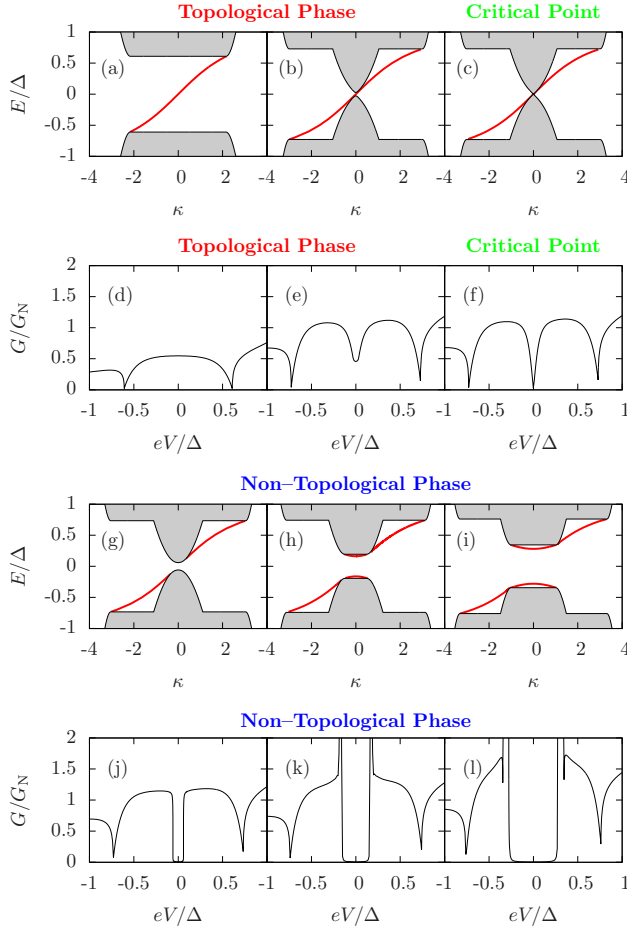 Topological Phase Critical Point
E/Δ
1
0.5
0
-0.5
-1
(a) (b) (c)
-4 -2 0 2 -4 -2 0 2 -4 -2 0 2 4
κ κ κ
Topological Phase Critical Point
G/G_N
2
1.5
1
0.5
0
(d) (e) (f)
-1 -0.5 0 0.5 -1 -0.5 0 0.5 -1 -0.5 0 0.5 1
eV/Δ eV/Δ eV/Δ
Non–Topological Phase
E/Δ
1
0.5
0
-0.5
-1
(g) (h) (i)
-4 -2 0 2 -4 -2 0 2 -4 -2 0 2 4
κ κ κ
Non–Topological Phase
G/G_N
2
1.5
1
0.5
0
(j) (k) (l)
-1 -0.5 0 0.5 -1 -0.5 0 0.5 -1 -0.5 0 0.5 1
eV/Δ eV/Δ eV/Δ